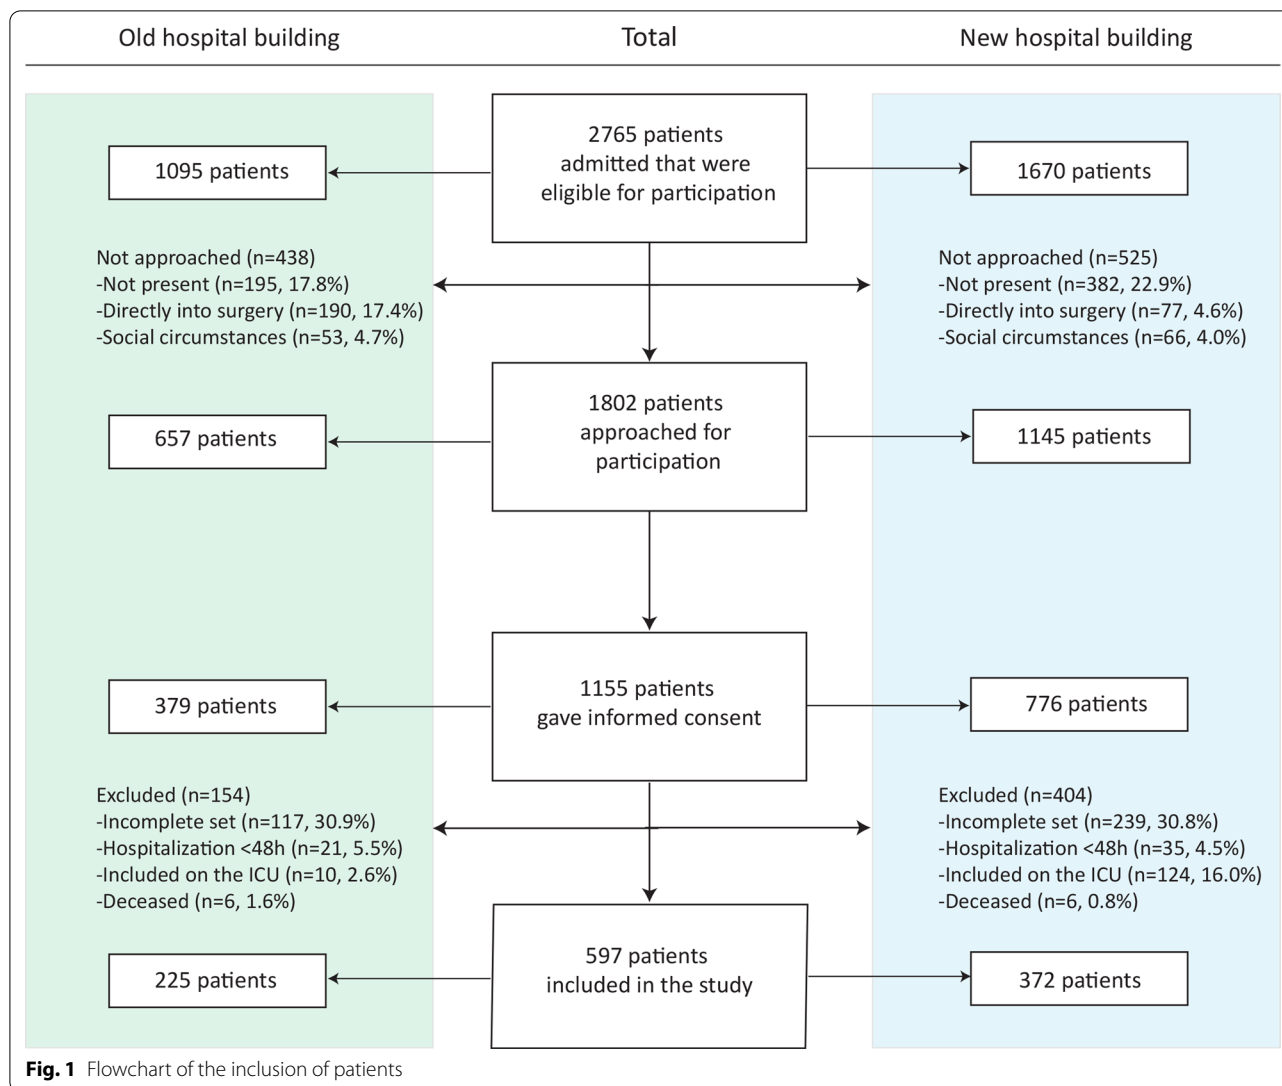 Old hospital building
Total
New hospital building
2765 patients
admitted that were
eligible for participation
1095 patients
1670 patients
Not approached (n=438)
-Not present (n=195, 17.8%)
-Directly into surgery (n=190, 17.4%)
-Social circumstances (n=53, 4.7%)
Not approached (n=525)
-Not present (n=382, 22.9%)
-Directly into surgery (n=77, 4.6%)
-Social circumstances (n=66, 4.0%)
1802 patients
approached for
participation
657 patients
1145 patients
1155 patients
gave informed consent
379 patients
776 patients
Excluded (n=154)
-Incomplete set (n=117, 30.9%)
-Hospitalization <48h (n=21, 5.5%)
-Included on the ICU (n=10, 2.6%)
-Deceased (n=6, 1.6%)
Excluded (n=404)
-Incomplete set (n=239, 30.8%)
-Hospitalization <48h (n=35, 4.5%)
-Included on the ICU (n=124, 16.0%)
-Deceased (n=6, 0.8%)
597 patients
included in the study
225 patients
372 patients
Fig. 1 Flowchart of the inclusion of patients